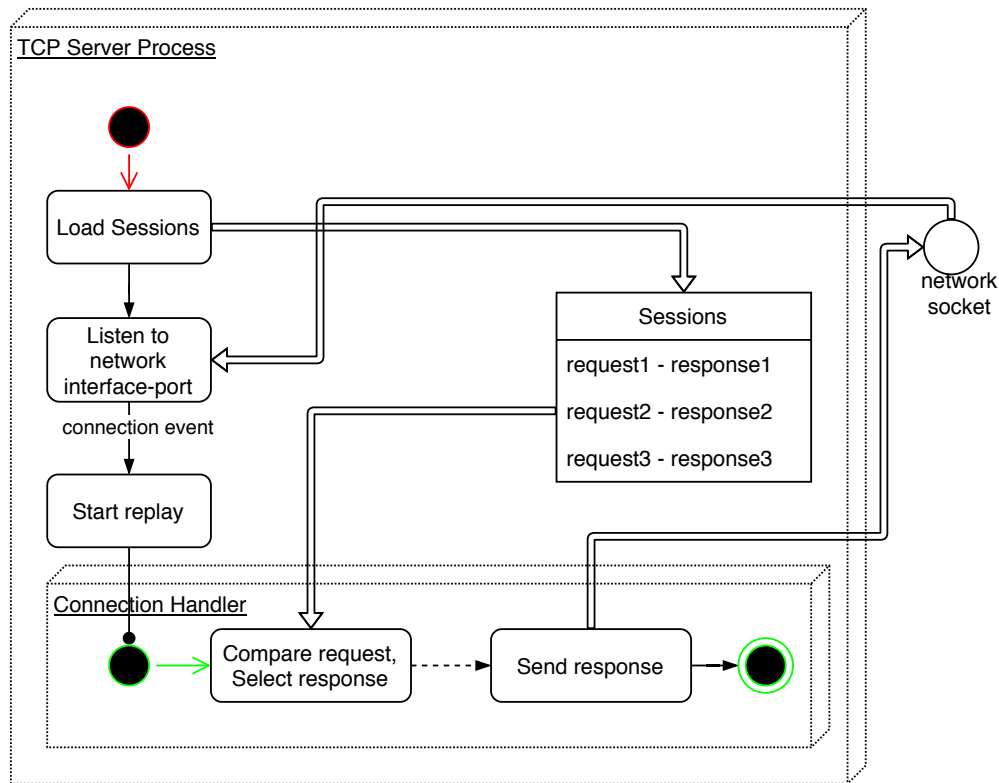 TCP Server Process
Load Sessions
network
socket
Sessions
Listen to
network
interface-port
request1 - response1
request2 - response2
connection event
request3 - response3
Start replay
Connection Handler
Compare request,
Select response
Send response